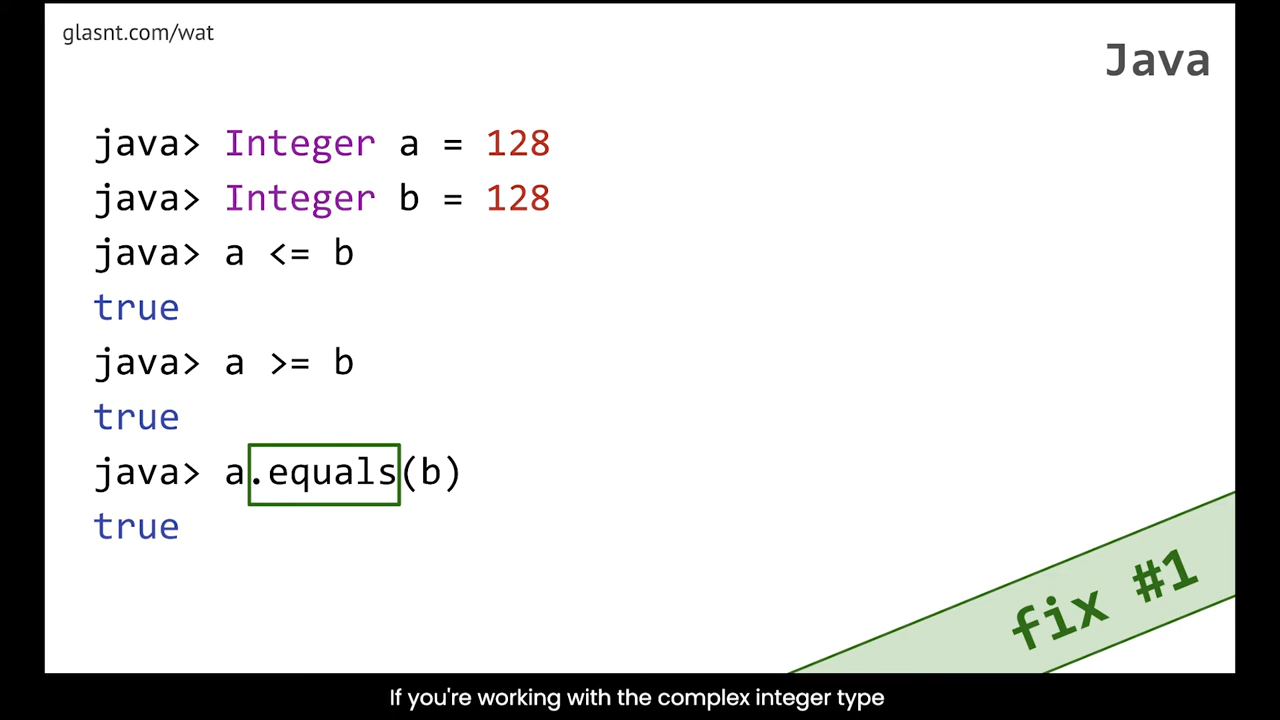 glasnt.com/wat
Java
java> Integer a = 128
java> Integer b = 128
java> a <= b
true
java> a >= b
true
java> a.equals(b)
true
fix #1
If you're working with the complex integer type